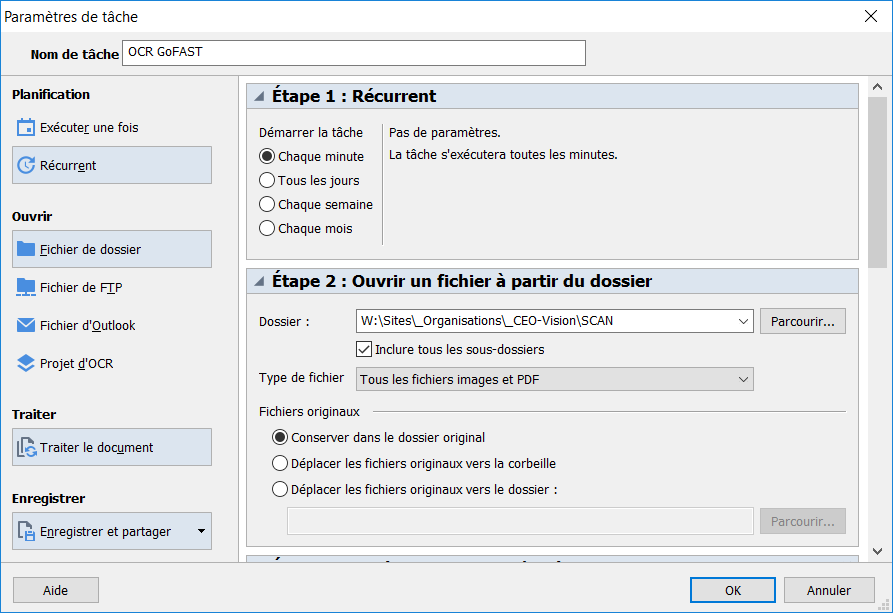 Paramètres de tâche
Nom de tâche OCR GoFAST
Planification
Exécuter une fois
Récurrent
Ouvrir
Fichier de dossier
Fichier de FTP
Fichier d'Outlook
Projet d'OCR
Traiter
Traiter le document
Enregistrer
Enregistrer et partager
Étape 1 : Récurrent
Démarrer la tâche
Chaque minute
Tous les jours
Chaque semaine
Chaque mois
Pas de paramètres.
La tâche s'exécutera toutes les minutes.
Étape 2 : Ouvrir un fichier à partir du dossier
Dossier : W:\Sites\_Organisations\_CEO-Vision\SCAN Parcourir...
Inclure tous les sous-dossiers
Type de fichier Tous les fichiers images et PDF
Fichiers originaux
Conserver dans le dossier original
Déplacer les fichiers originaux vers la corbeille
Déplacer les fichiers originaux vers le dossier :
Parcourir...
Aide
OK
Annuler